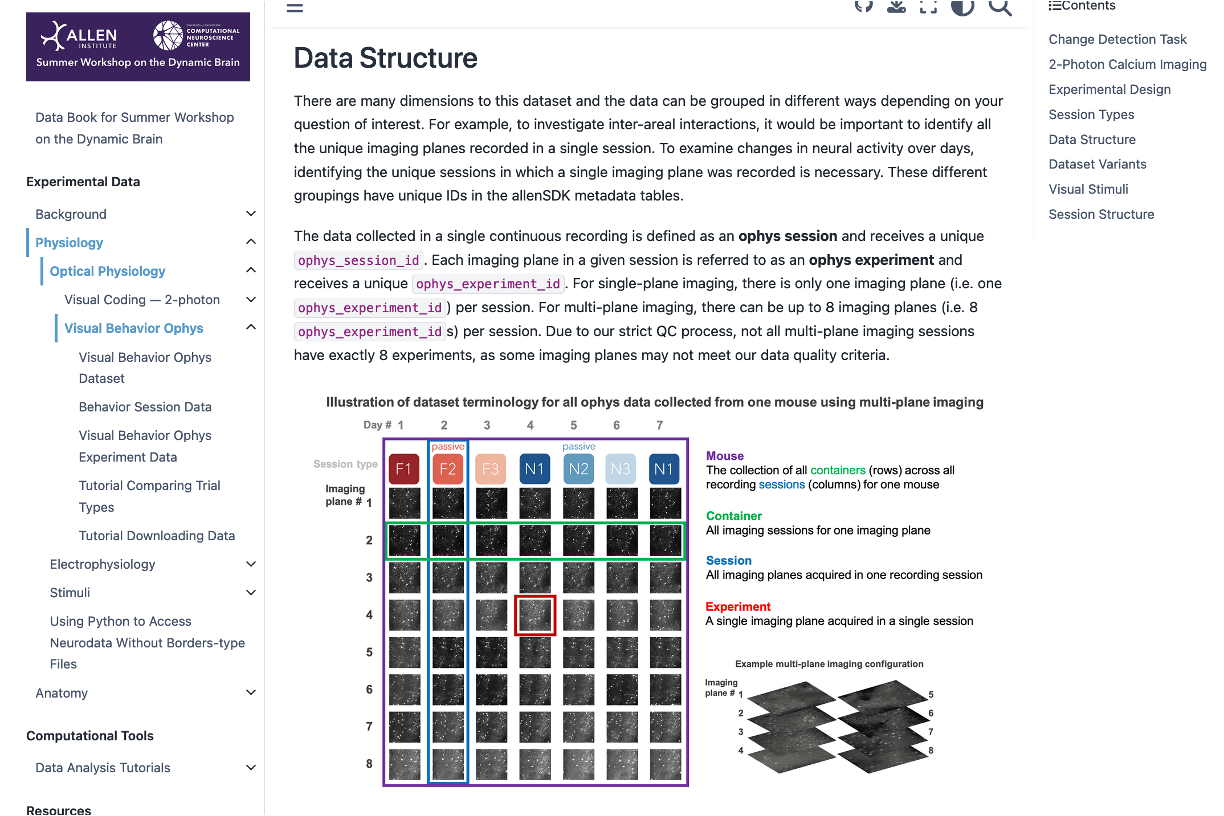 ALLEN
INSTITUTE
COMPUTATIONAL
NEUROSCIENCE
CENTER
Summer Workshop on the Dynamic Brain
Data Book for Summer Workshop
on the Dynamic Brain
Experimental Data
Background
Physiology
Optical Physiology
Visual Coding — 2-photon
Visual Behavior Ophys
Visual Behavior Ophys
Dataset
Behavior Session Data
Visual Behavior Ophys
Experiment Data
Tutorial Comparing Trial
Types
Tutorial Downloading Data
Electrophysiology
Stimuli
Using Python to Access
Neurodata Without Borders-type
Files
Anatomy
Computational Tools
Data Analysis Tutorials
Resources
Data Structure
There are many dimensions to this dataset and the data can be grouped in different ways depending on your
question of interest. For example, to investigate inter-areal interactions, it would be important to identify all
the unique imaging planes recorded in a single session. To examine changes in neural activity over days,
identifying the unique sessions in which a single imaging plane was recorded is necessary. These different
groupings have unique IDs in the allenSDK metadata tables.
The data collected in a single continuous recording is defined as an ophys session and receives a unique
ophys_session_id . Each imaging plane in a given session is referred to as an ophys experiment and
receives a unique ophys_experiment_id . For single-plane imaging, there is only one imaging plane (i.e. one
ophys_experiment_id ) per session. For multi-plane imaging, there can be up to 8 imaging planes (i.e. 8
ophys_experiment_id s) per session. Due to our strict QC process, not all multi-plane imaging sessions
have exactly 8 experiments, as some imaging planes may not meet our data quality criteria.
Illustration of dataset terminology for all ophys data collected from one mouse using multi-plane imaging
Day # 1 2 3 4 5 6 7
passive passive
Session type F1 F2 F3 N1 N2 N3 N1
Imaging
plane # 1
2
3
4
5
6
7
8
Mouse
The collection of all containers (rows) across all
recording sessions (columns) for one mouse
Container
All imaging sessions for one imaging plane
Session
All imaging planes acquired in one recording session
Experiment
A single imaging plane acquired in a single session
Example multi-plane imaging configuration
Imaging
plane # 1 5
2 6
3 7
4 8
Contents
Change Detection Task
2-Photon Calcium Imaging
Experimental Design
Session Types
Data Structure
Dataset Variants
Visual Stimuli
Session Structure